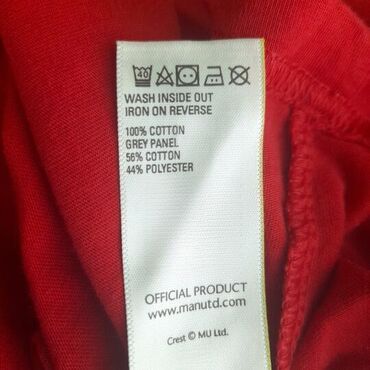 40
WASH INSIDE OUT
IRON ON REVERSE
100% COTTON
GREY PANEL
56% COTTON
44% POLYESTER
OFFICIAL PRODUCT
www.manutd.com
Crest © MU Ltd.